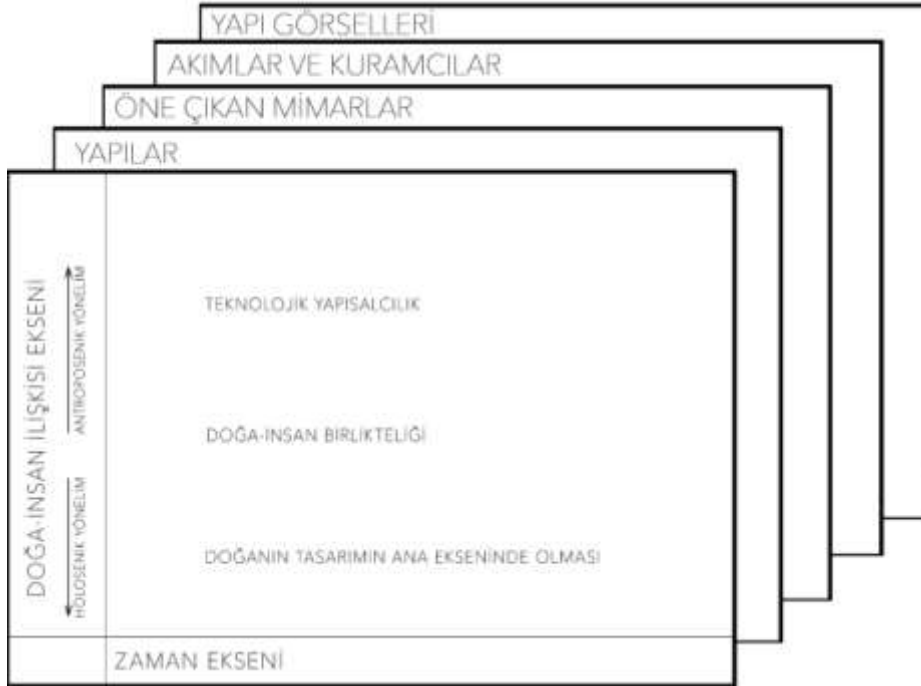 YAPI GÖRSELLERİ
AKIMLAR VE KURAMCILAR
ÖNE ÇIKAN MİMARLAR
YAPILAR
DOĞA-İNSAN İLİŞKİSİ EKSENİ
ANTROPOSENİK YÖNELİM
HOLOSENİK YÖNELİM
TEKNOLOJİK YAPISALCILIK
DOĞA-İNSAN BİRLİKTELİĞİ
DOĞANIN TASARIMIN ANA EKSENİNDE OLMASI
ZAMAN EKSENİ